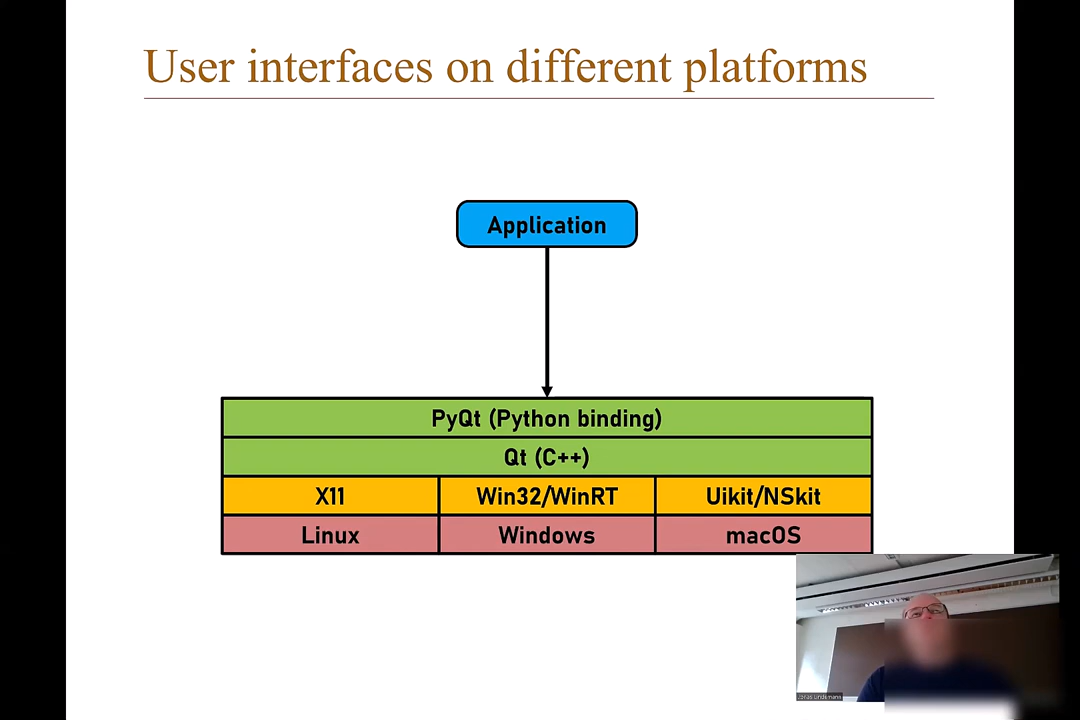 User interfaces on different platforms
Application
PyQt (Python binding)
Qt (C++)
X11
Win32/WinRT
Uikit/NSkit
Linux
Windows
macOS